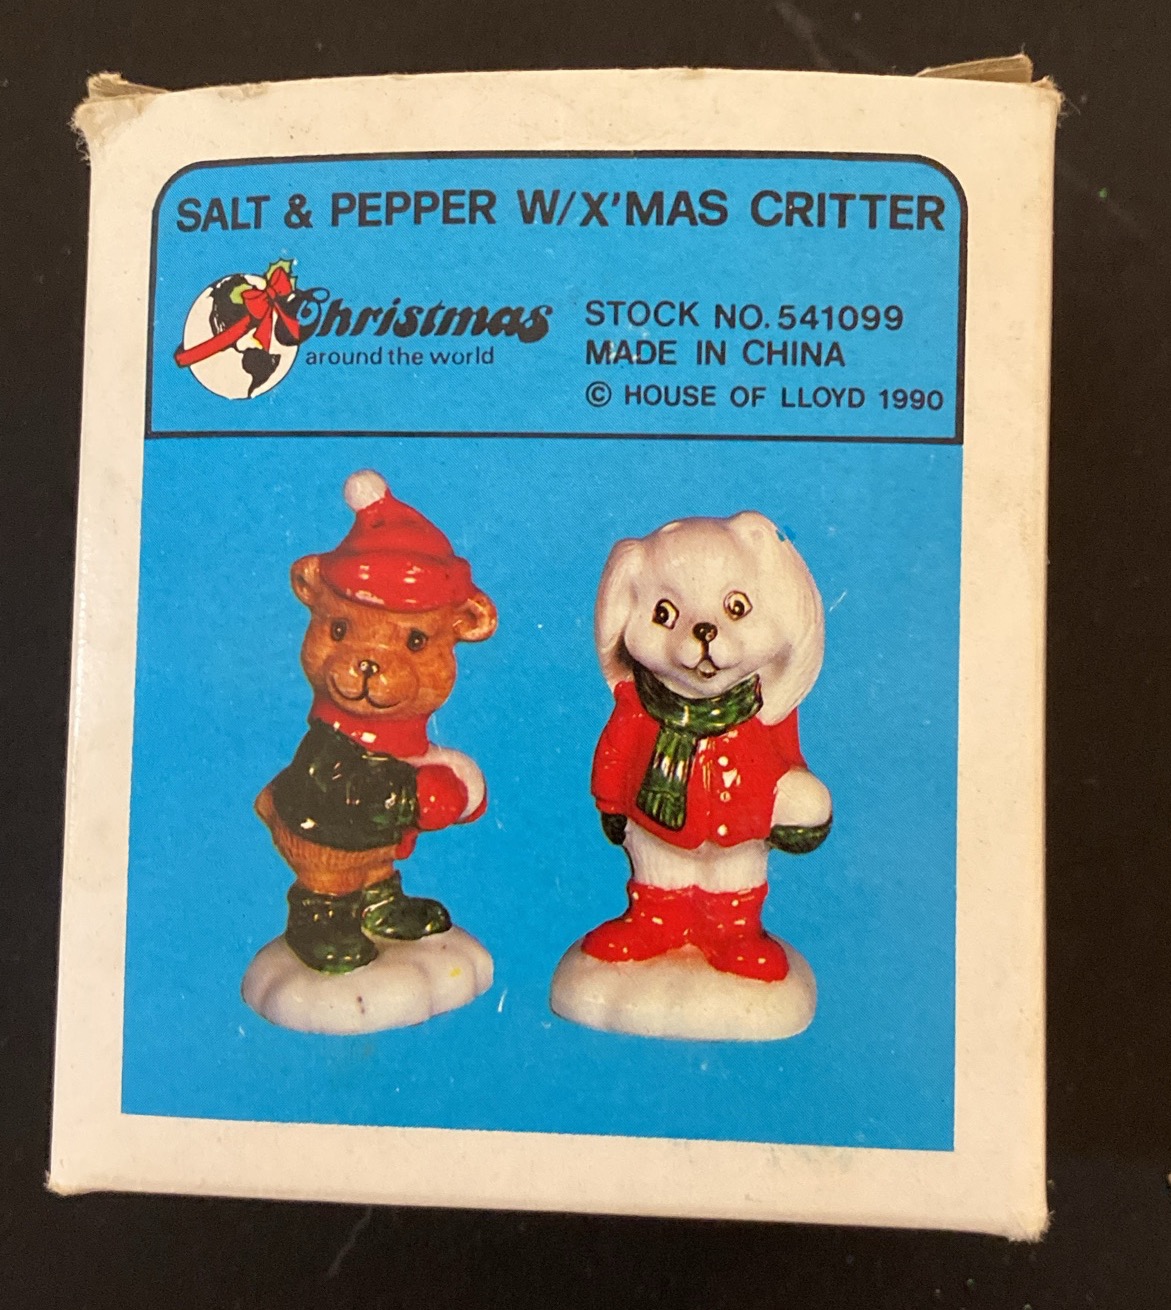 SALT & PEPPER W/X'MAS CRITTER
Christmas
around the world
STOCK NO. 541099
MADE IN CHINA
© HOUSE OF LLOYD 1990